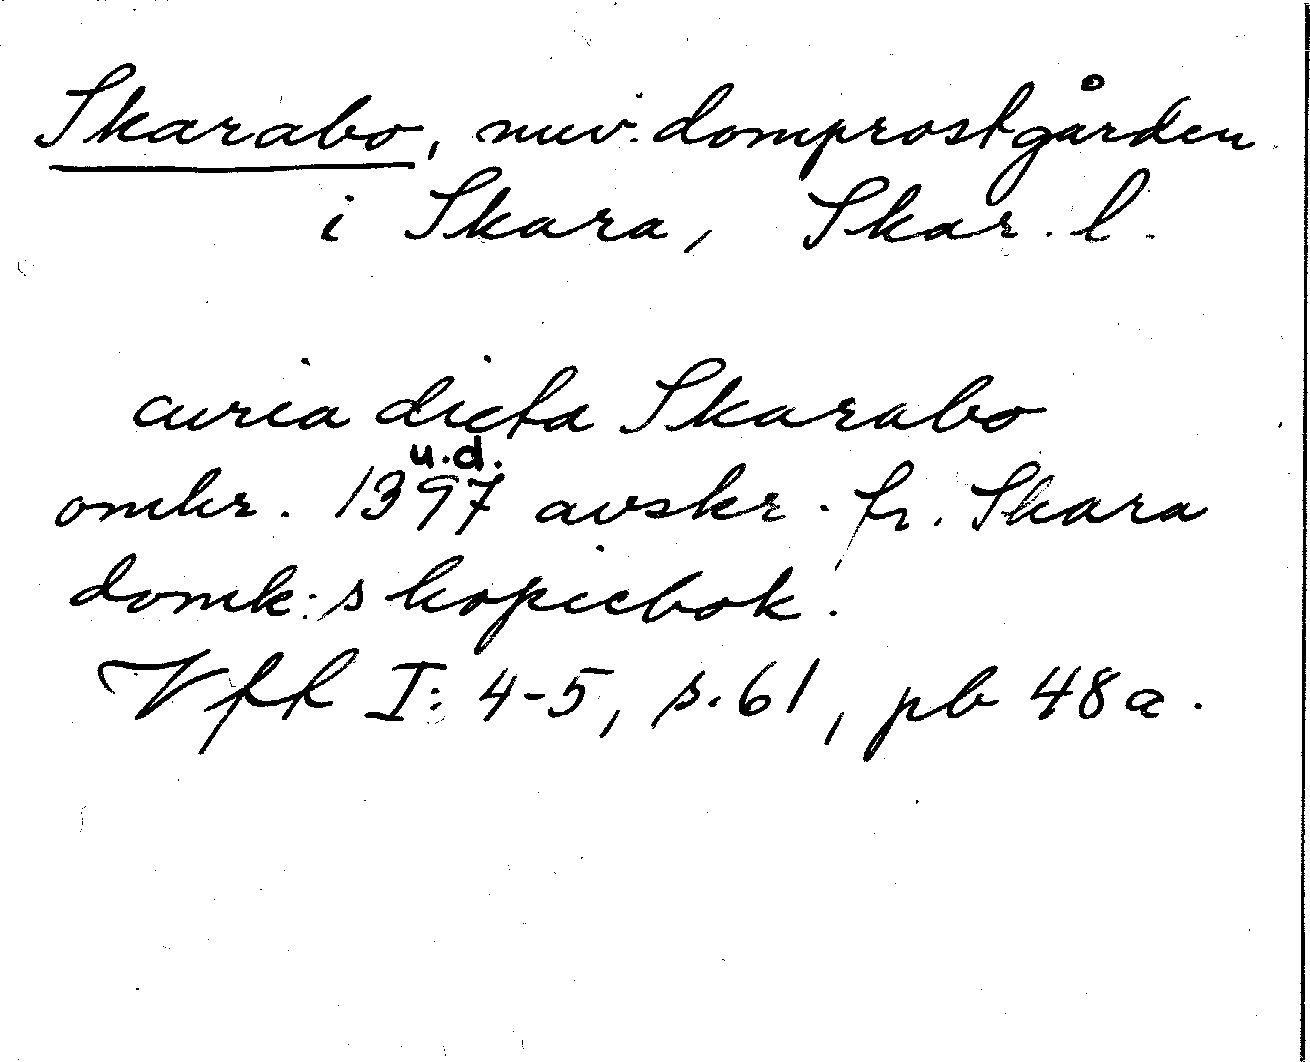 Skarabo, nuv. domprostgården
i Skara, Skar. l.
curia dicta Skarabo
u.d.
omkr. 1397 avskr. fr. Skara
domk:s kopiebok.
Vff I: 4-5, s. 61, pb 48a.